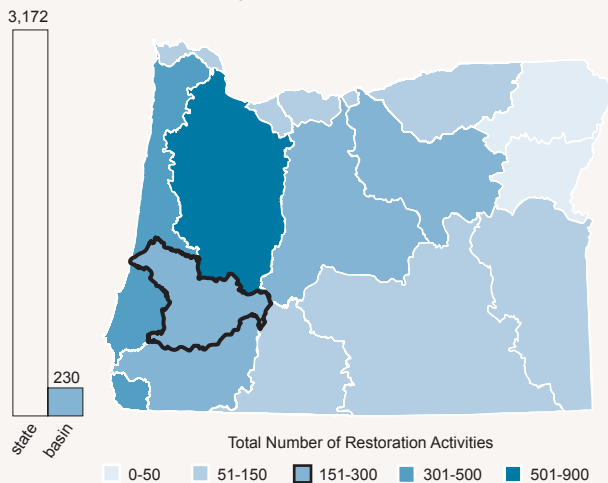 3,172
230
state
basin
Total Number of Restoration Activities
0-50
51-150
151-300
301-500
501-900